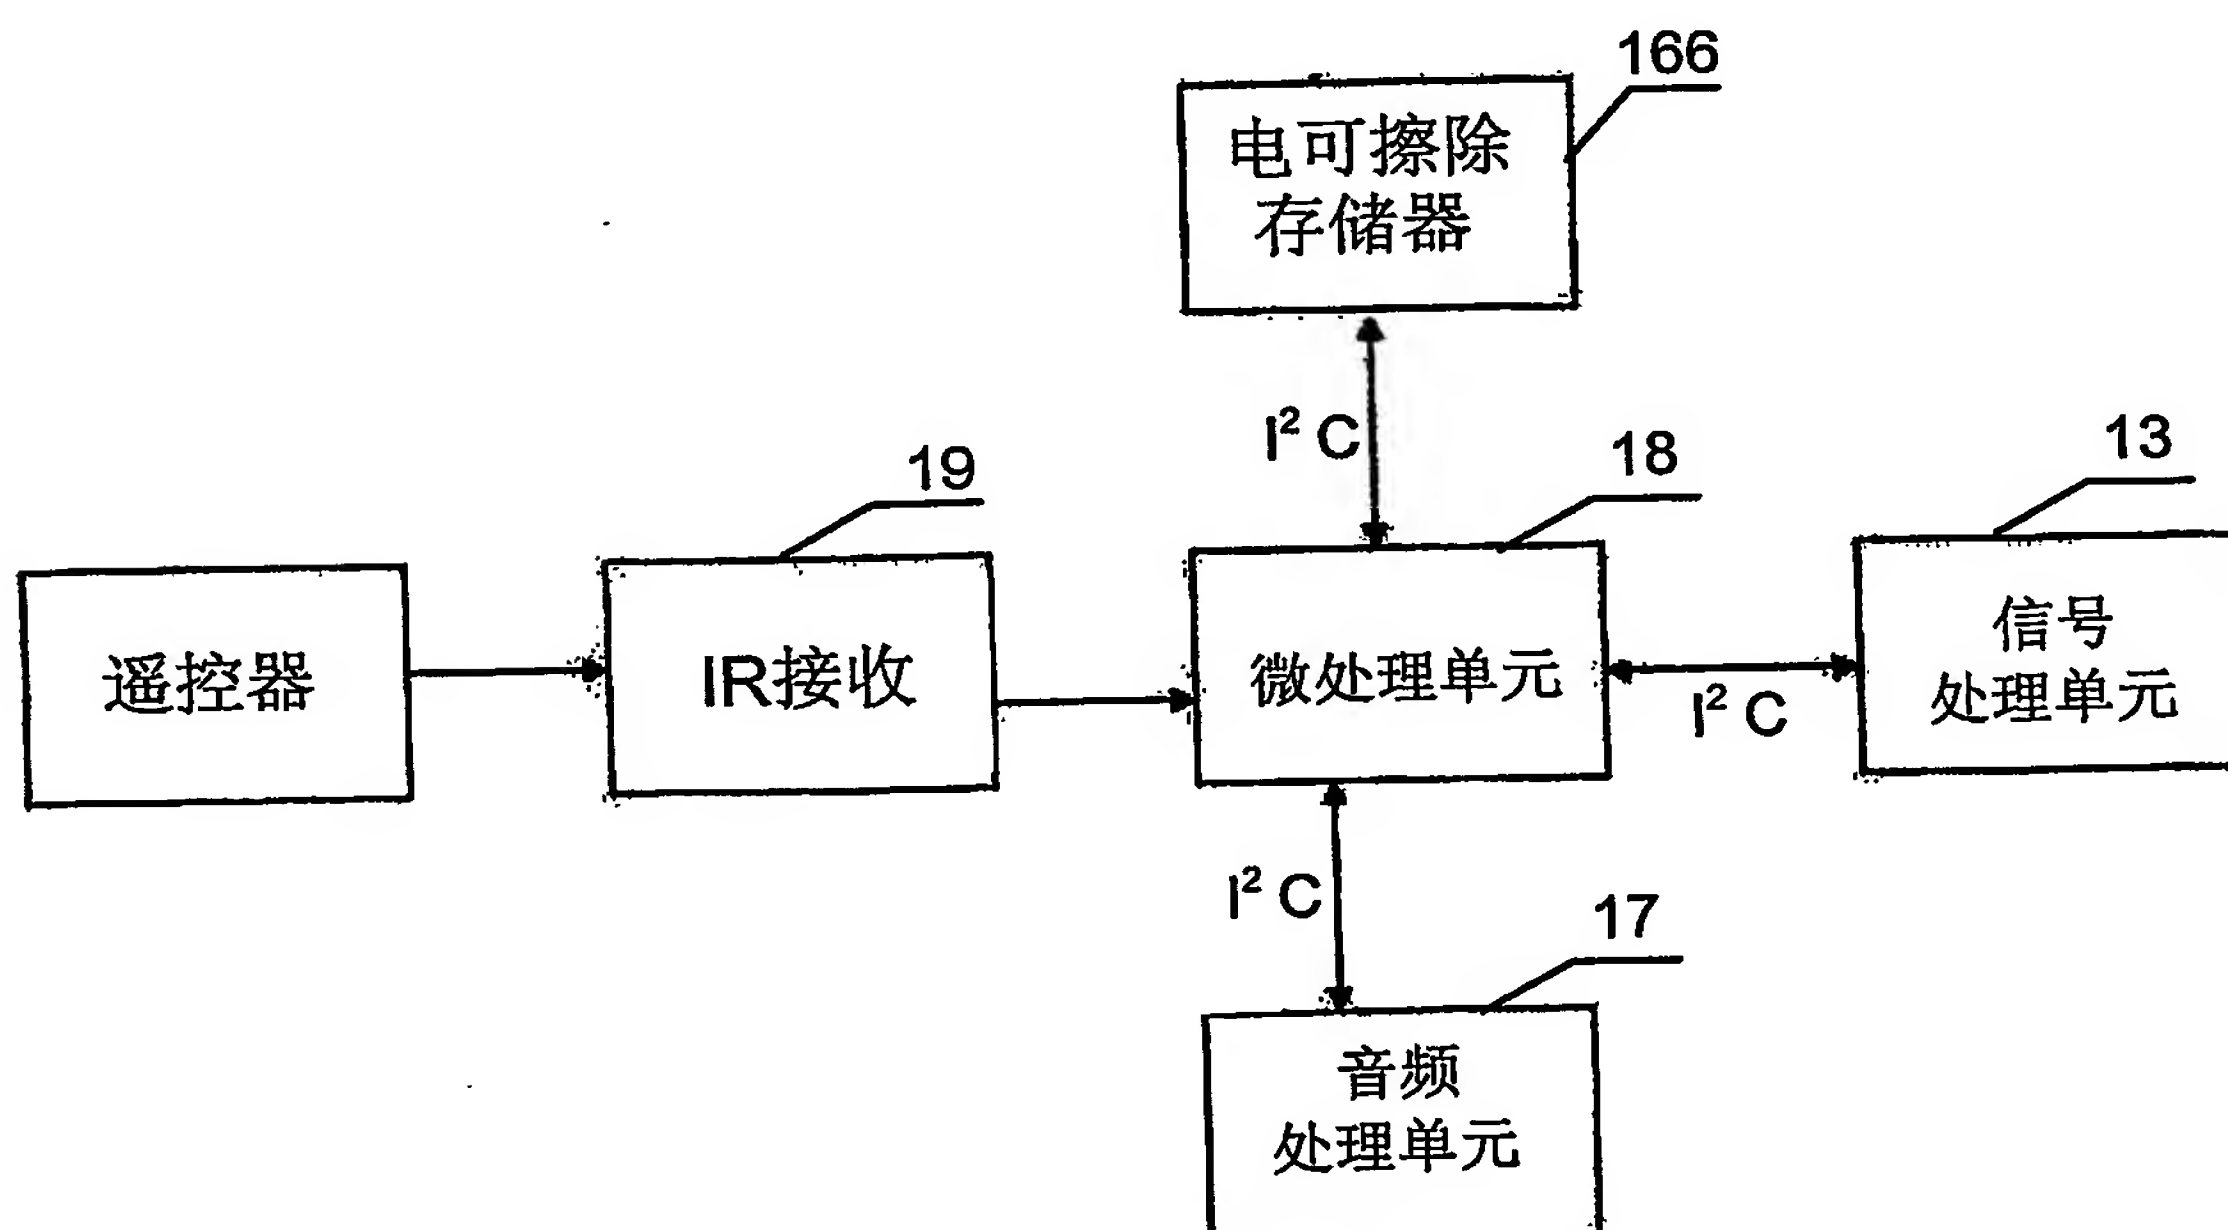 166
电可擦除
存储器
I² C
19
18
13
遥控器
IR接收
微处理单元
信号
处理单元
I² C
I² C
17
音频
处理单元